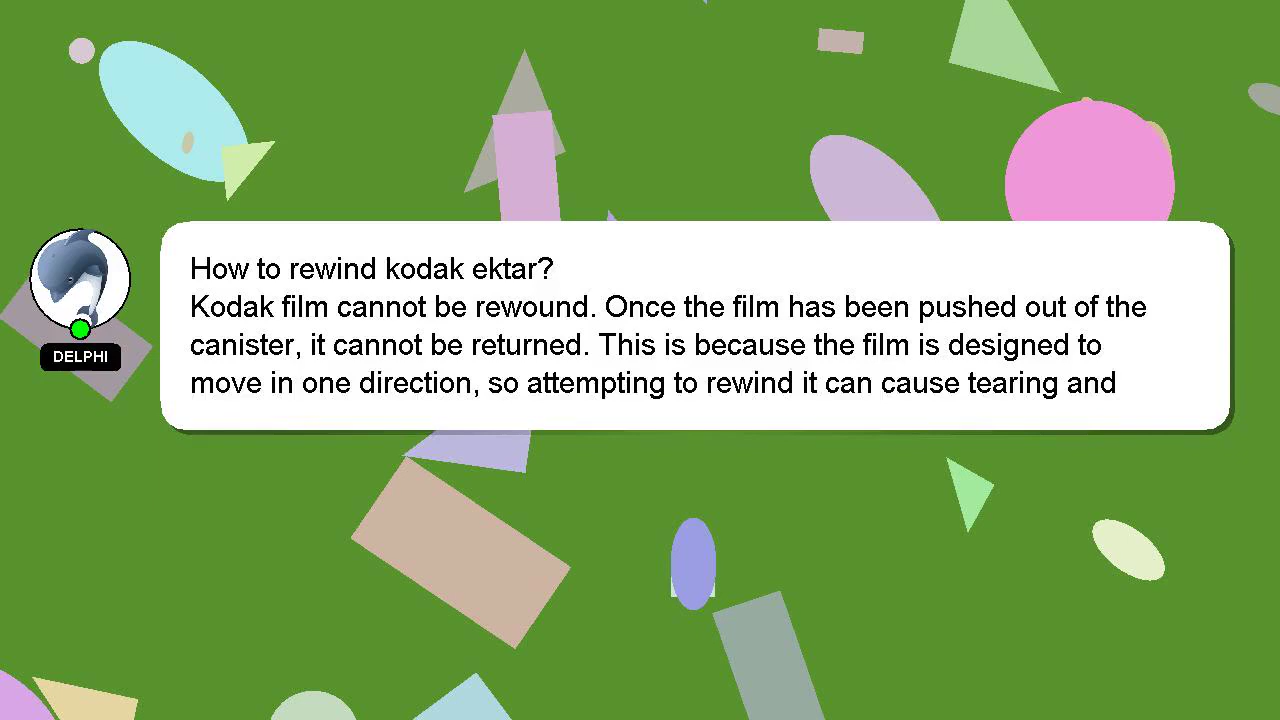 How to rewind kodak ektar?
Kodak film cannot be rewound. Once the film has been pushed out of the
canister, it cannot be returned. This is because the film is designed to
move in one direction, so attempting to rewind it can cause tearing and
DELPHI